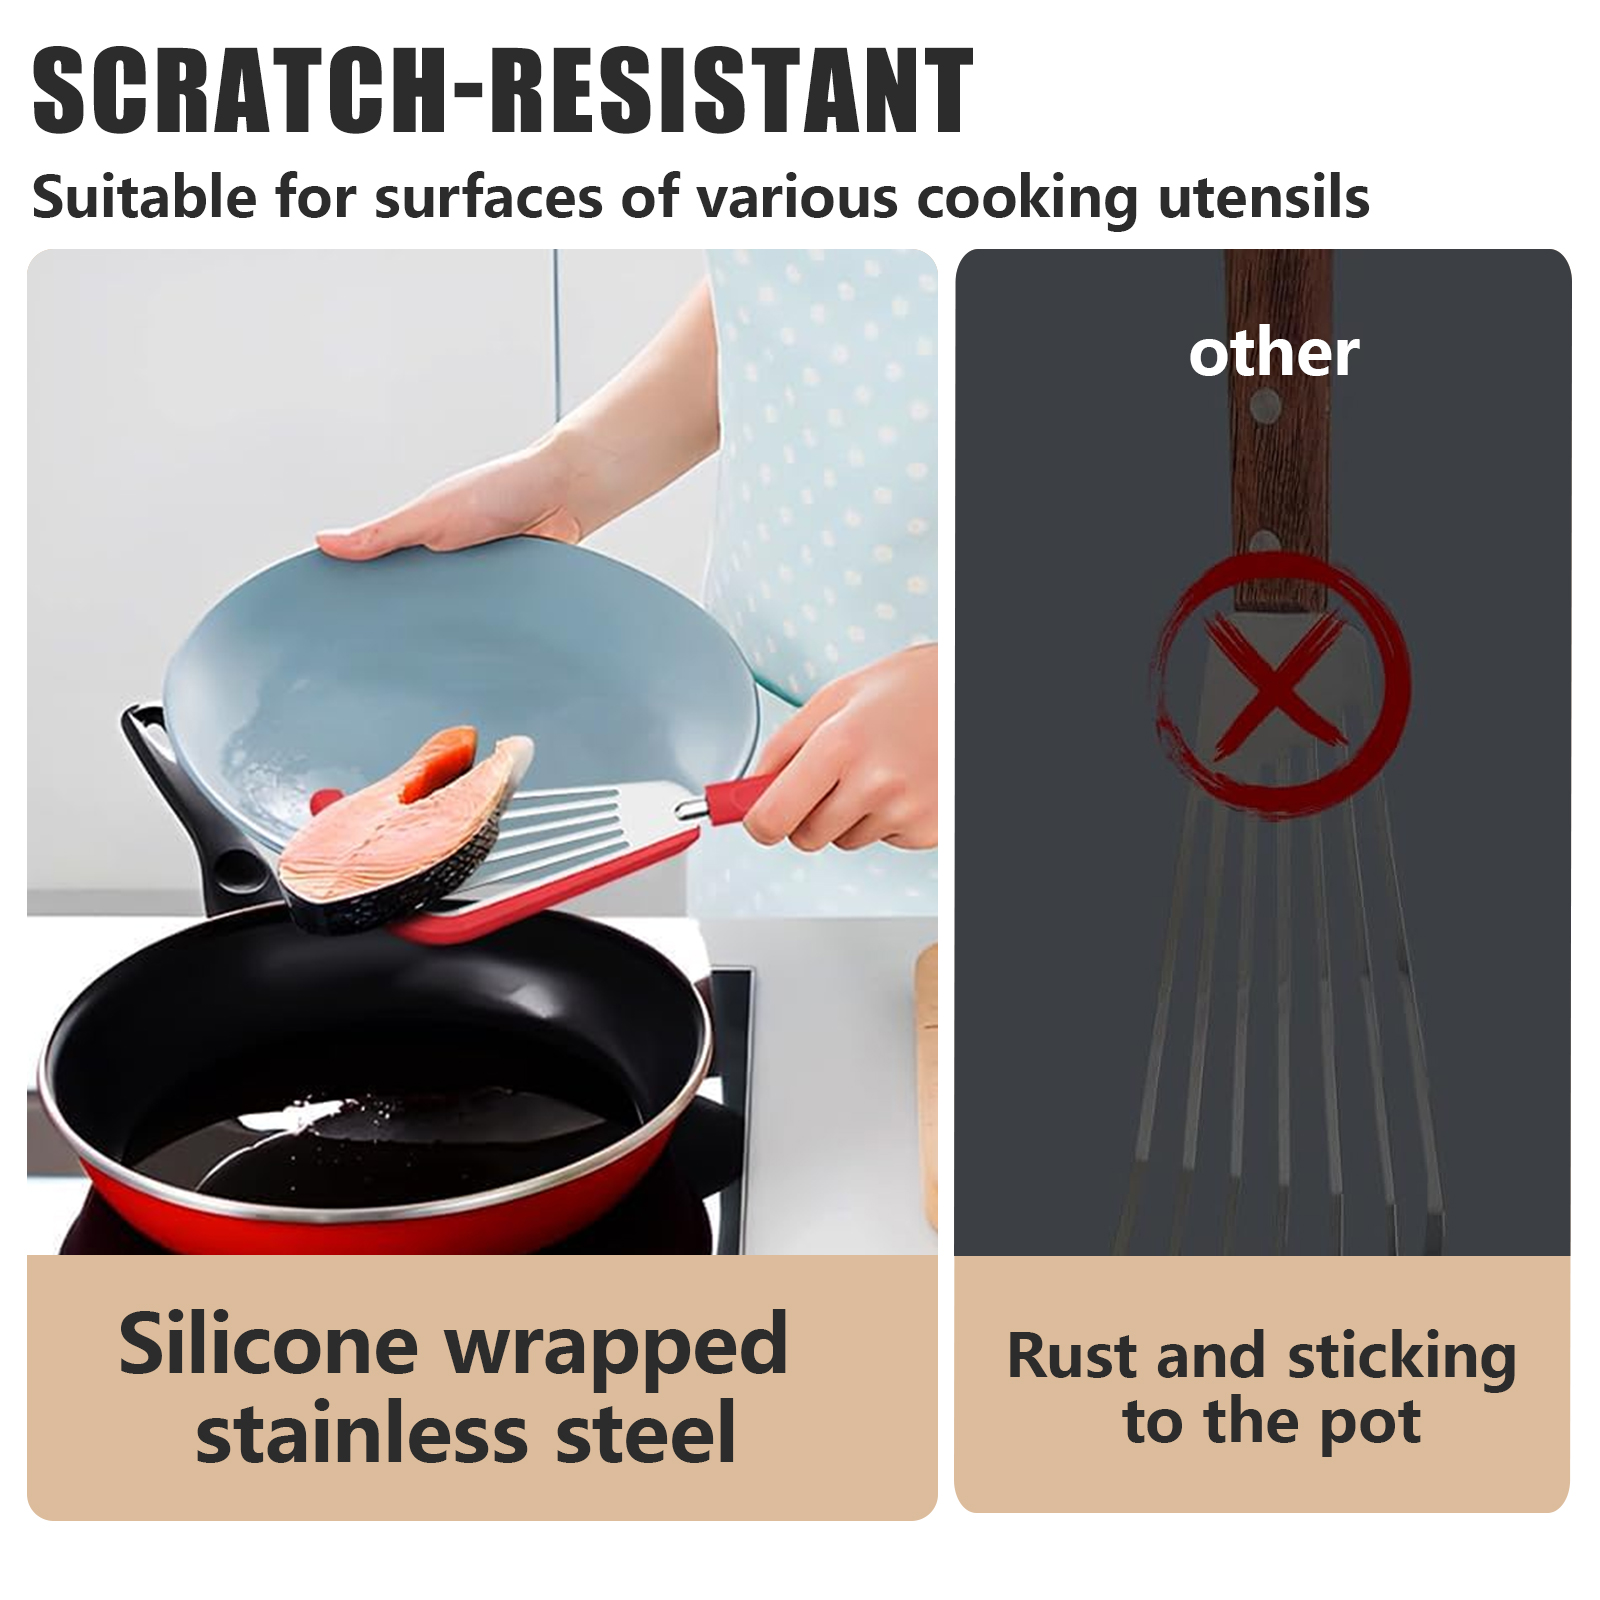 SCRATCH-RESISTANT
Suitable for surfaces of various cooking utensils
other
Silicone wrapped
stainless steel
Rust and sticking
to the pot